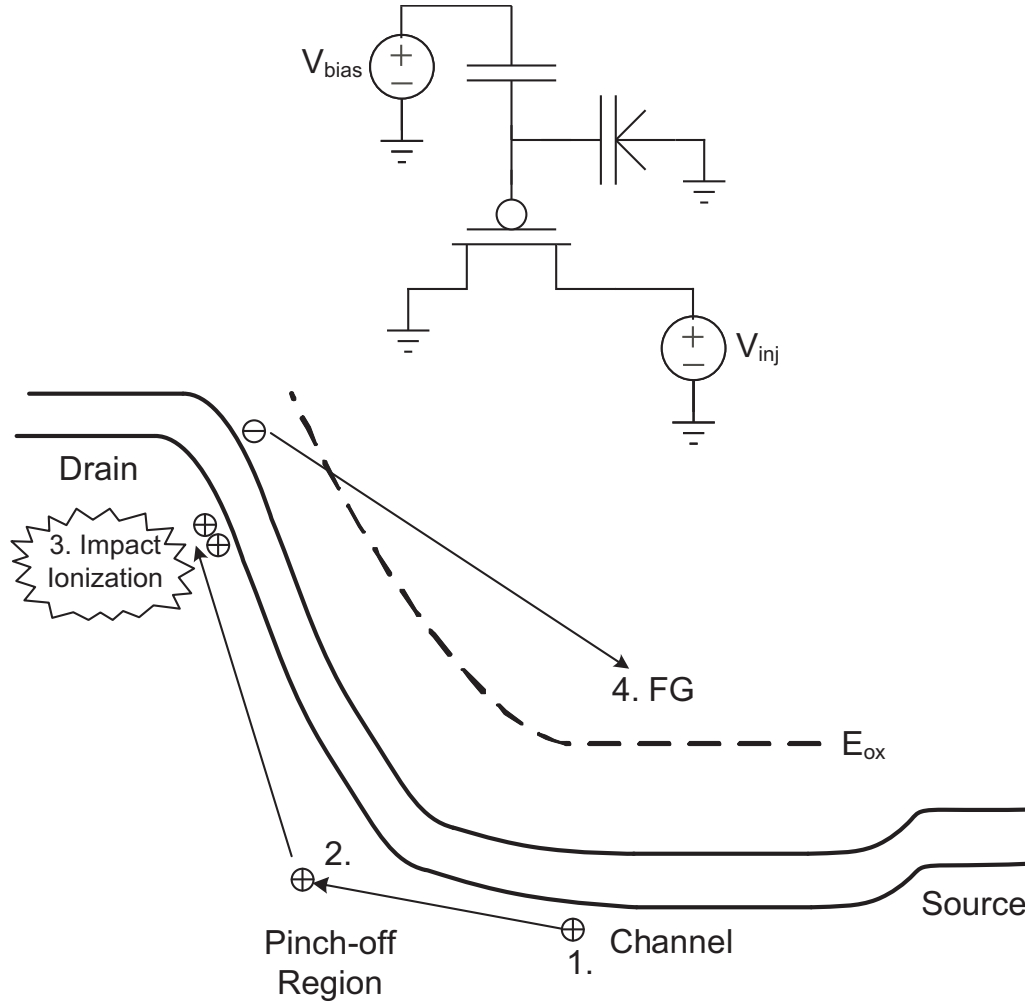 V_bias
V_inj
Drain
3. Impact
Ionization
4. FG
E_ox
2.
Source
Pinch-off
Region
Channel
1.